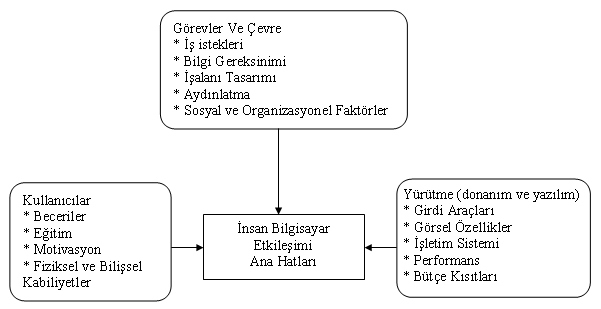 Görevler Ve Çevre
* İş istekleri
* Bilgi Gereksinimi
* İşalanı Tasarımı
* Aydınlatma
* Sosyal ve Organizasyonel Faktörler
Kullanıcılar
* Beceriler
* Eğitim
* Motivasyon
* Fiziksel ve Bilişsel
Kabiliyetler
İnsan Bilgisayar
Etkileşimi
Ana Hatları
Yürütme (donanım ve yazılım)
* Girdi Araçları
* Görsel Özellikler
* İşletim Sistemi
* Performans
* Bütçe Kısıtları